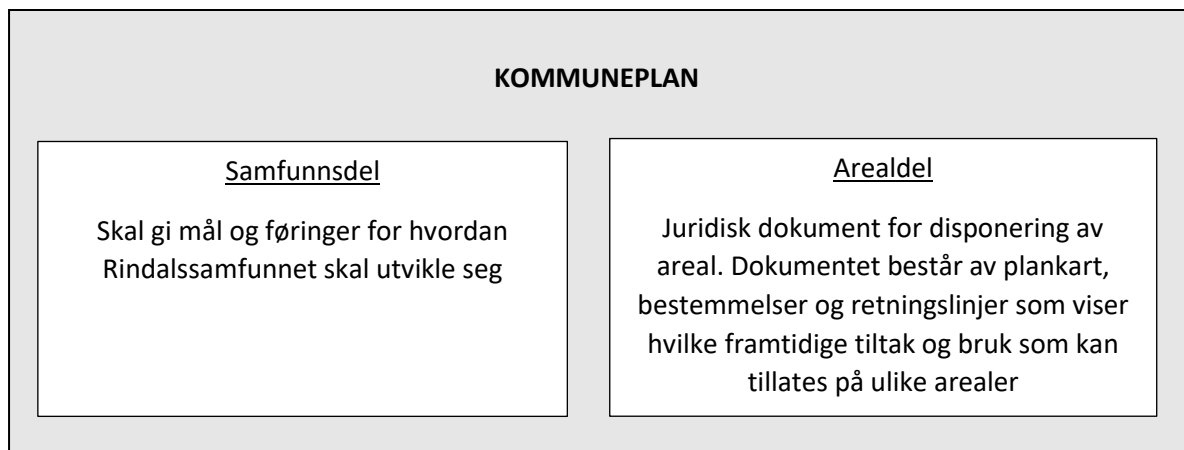 KOMMUNEPLAN
Samfunnsdel
Skal gi mål og føringer for hvordan
Rindalssamfunnet skal utvikle seg
Arealdel
Juridisk dokument for disponering av
areal. Dokumentet består av plankart,
bestemmelser og retningslinjer som viser
hvilke framtidige tiltak og bruk som kan
tillates på ulike arealer